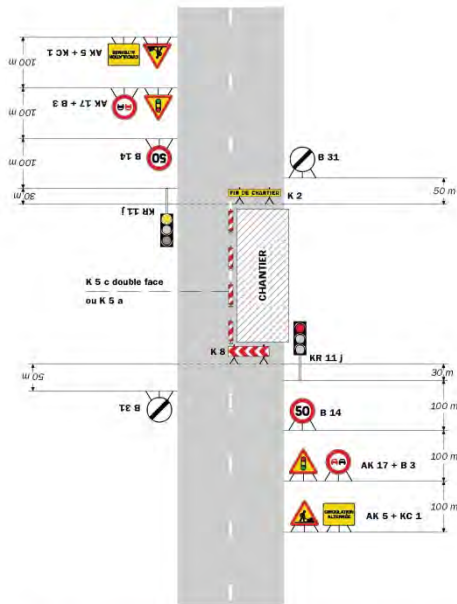 100 m
AK 5 + KC 1
CIRCULATION ALTERNÉE
100 m
AK 17 + B 3
100 m
B 14
50
30 m
KR 11 j
B 31
50 m
FIN DE CHANTIER
K 2
K 5 c double face
ou K 5 a
CHANTIER
K 8
KR 11 j
50 m
30 m
B 31
50
B 14
100 m
AK 17 + B 3
100 m
CIRCULATION ALTERNÉE
AK 5 + KC 1
100 m